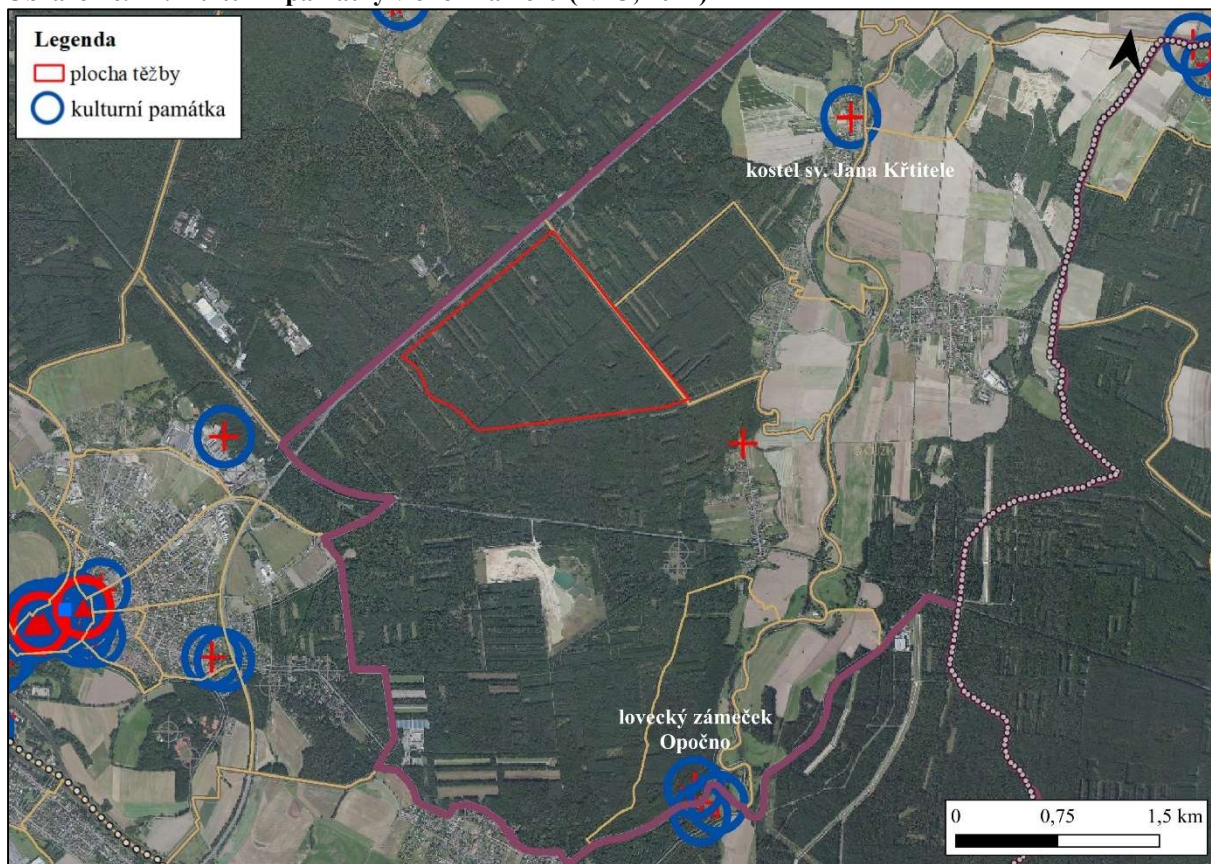 Legenda
plocha těžby
kulturní památka
kostel sv. Jana Křtitele
lovecký zámeček
Opočno
0 0,75 1,5 km